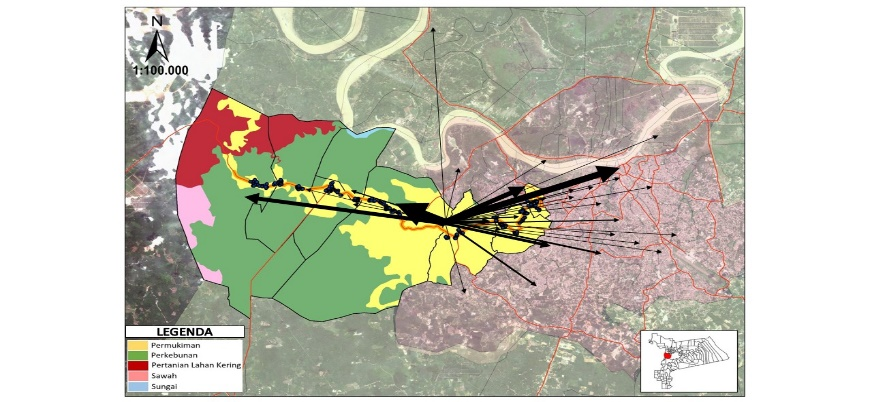 N
1:100.000
LEGENDA
Permukiman
Perkebunan
Pertanian Lahan Kering
Sawah
Sungai